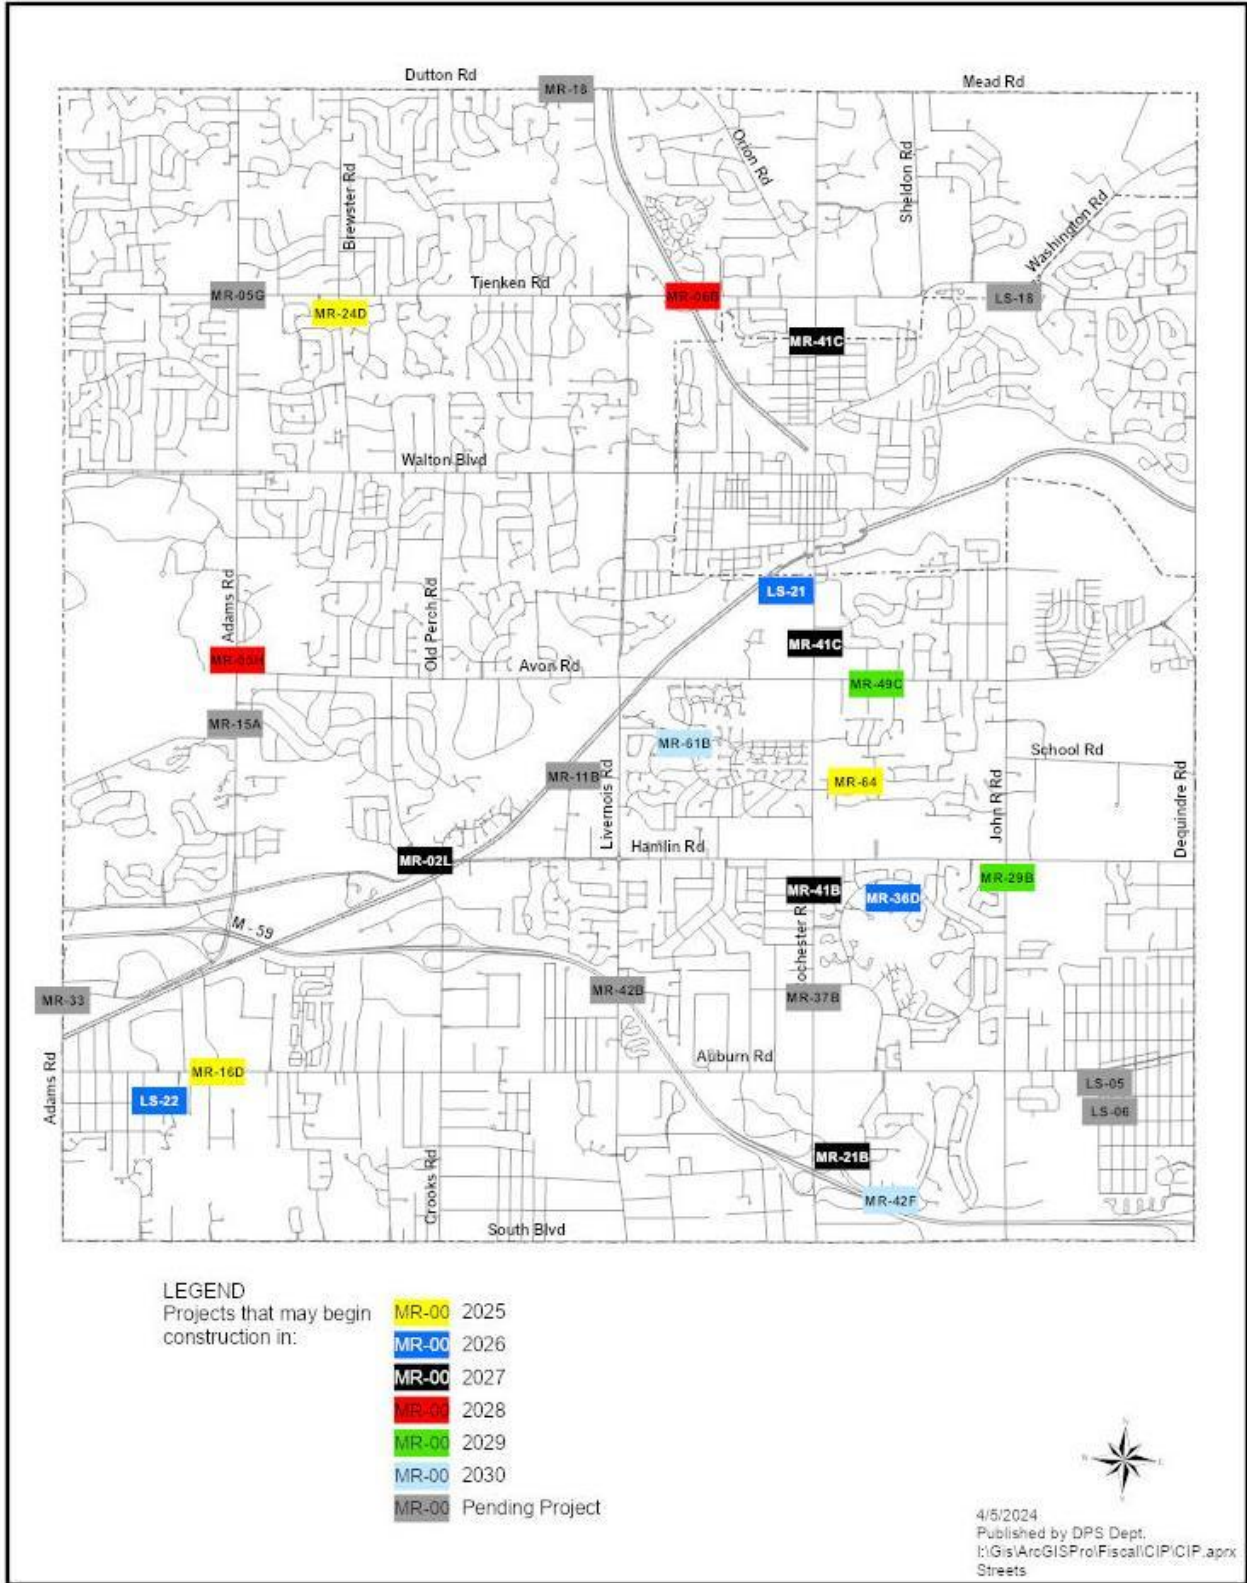 Dutton Rd
MR-18
Mead Rd
Orion Rd
Brewster Rd
Sheldon Rd
Washington Rd
Tienken Rd
MR-05G
MR-24D
MR-06B
LS-18
MR-41C
Walton Blvd
Adams Rd
Old Perch Rd
LS-21
MR-41C
MR-05H
Avon Rd
MR-49C
MR-15A
MR-61B
School Rd
MR-11B
MR-64
Livernois Rd
John R Rd
Dequindre Rd
Hamlin Rd
MR-02L
MR-29B
MR-41B
MR-36D
M - 59
ochester R
MR-33
MR-42B
MR-37B
Auburn Rd
Adams Rd
MR-16D
LS-05
LS-22
LS-06
MR-21B
Crooks Rd
MR-42F
South Blvd
LEGEND
Projects that may begin
construction in:
MR-00 2025
MR-00 2026
MR-00 2027
MR-00 2028
MR-00 2029
MR-00 2030
MR-00 Pending Project
N
4/5/2024
Published by DPS Dept.
I:\Gis\ArcGISPro\Fiscal\CIP\CIP.aprx
Streets